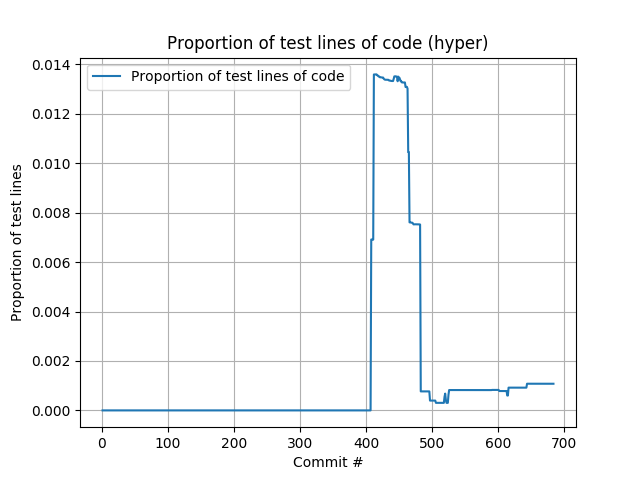 Proportion of test lines of code (hyper)
Proportion of test lines of code
0.014
0.012
0.010
0.008
0.006
0.004
0.002
0.000
Proportion of test lines
0 100 200 300 400 500 600 700
Commit #